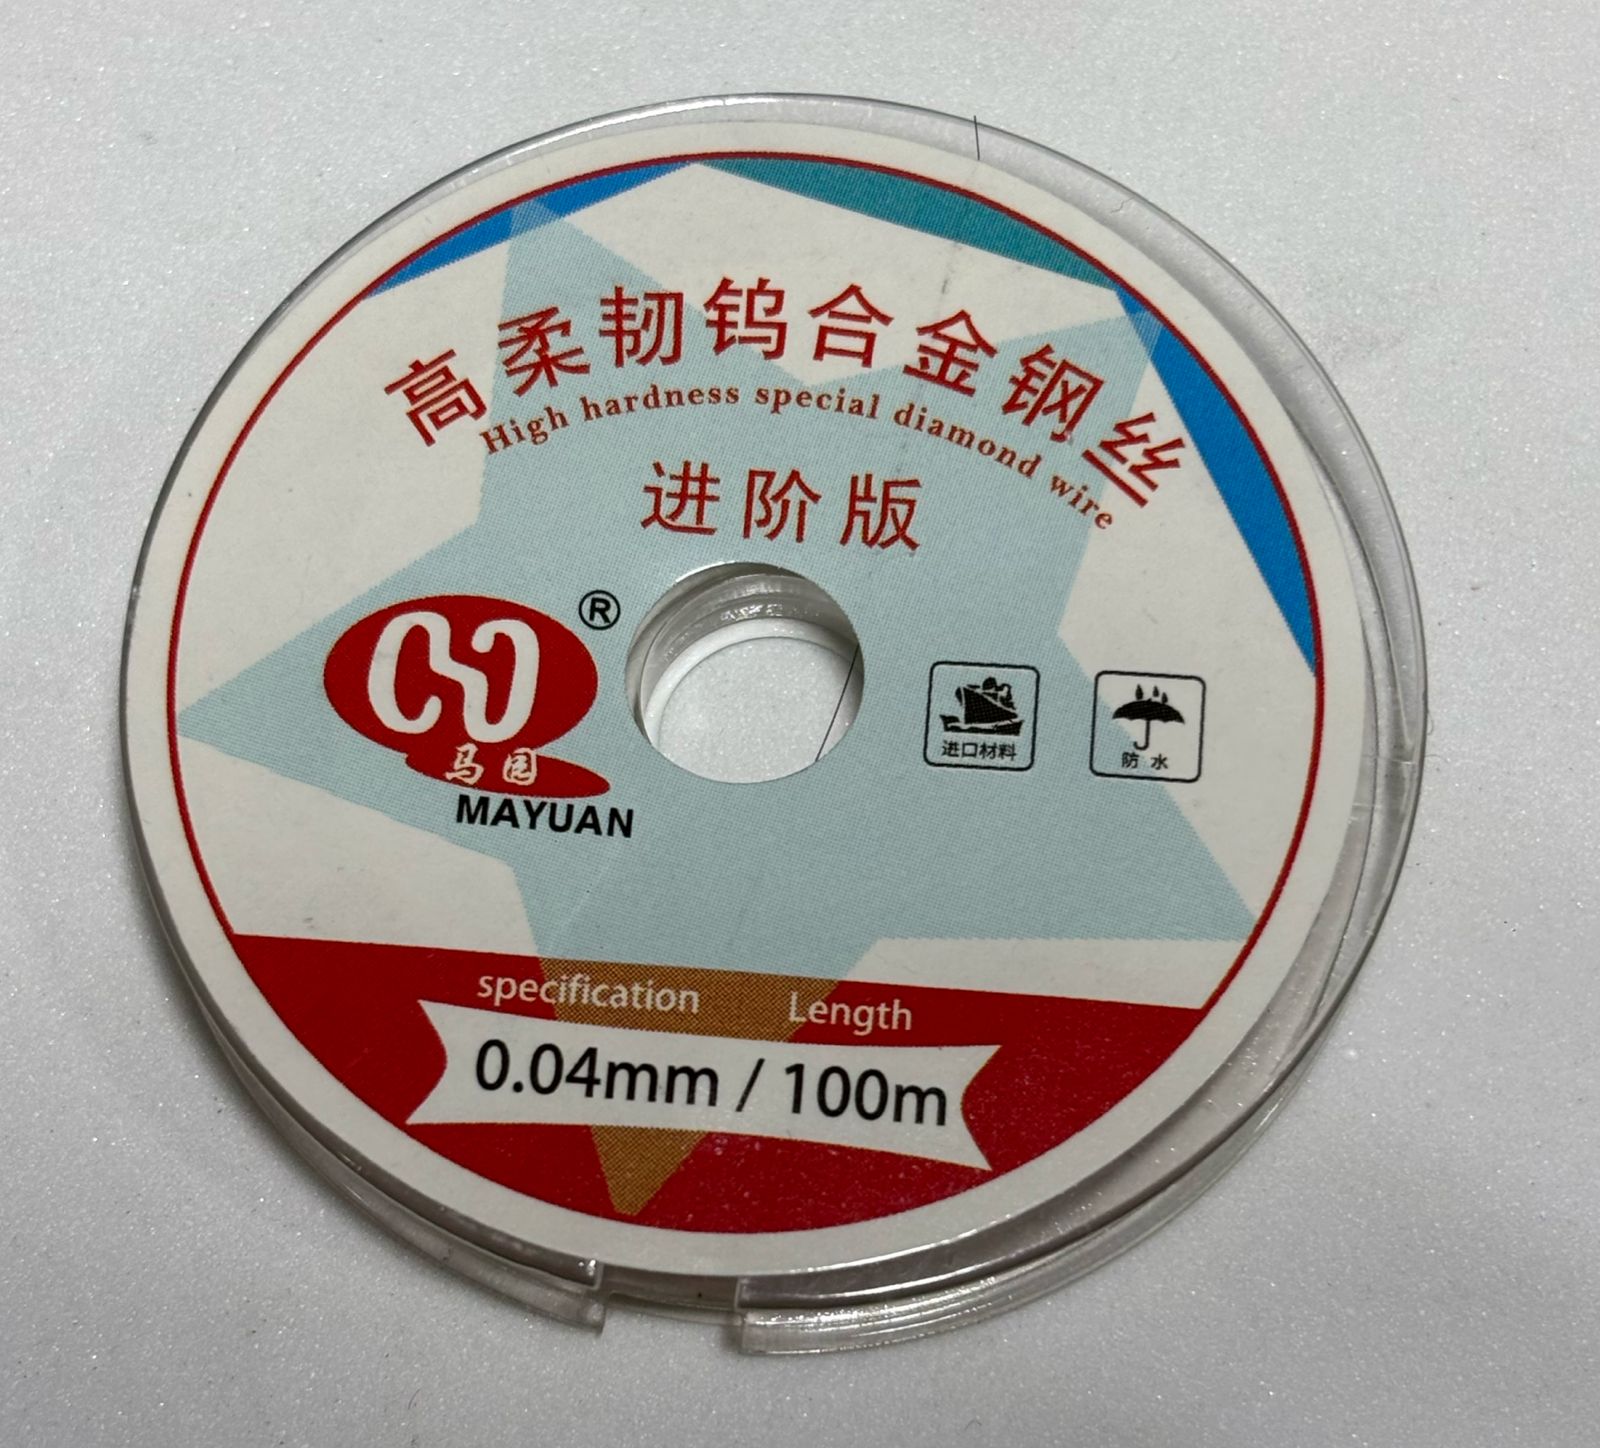 高柔韧钨合金钢丝
High hardness special diamond wire
进阶版
®
马园
MAYUAN
进口材料
防水
specification Length
0.04mm / 100m